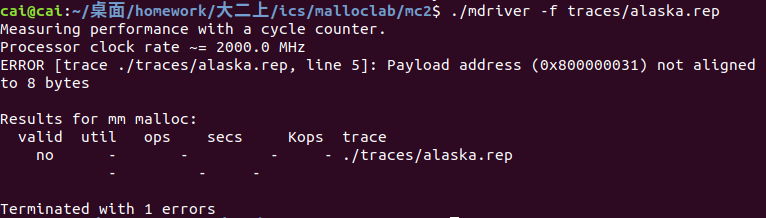 cai@cai:~/桌面/homework/大二上/ics/malloclab/mc2$ ./mdriver -f traces/alaska.rep
Measuring performance with a cycle counter.
Processor clock rate ~= 2000.0 MHz
ERROR [trace ./traces/alaska.rep, line 5]: Payload address (0x800000031) not aligned
to 8 bytes
Results for mm malloc:
valid util ops secs Kops trace
no - - - - ./traces/alaska.rep
- - -
Terminated with 1 errors